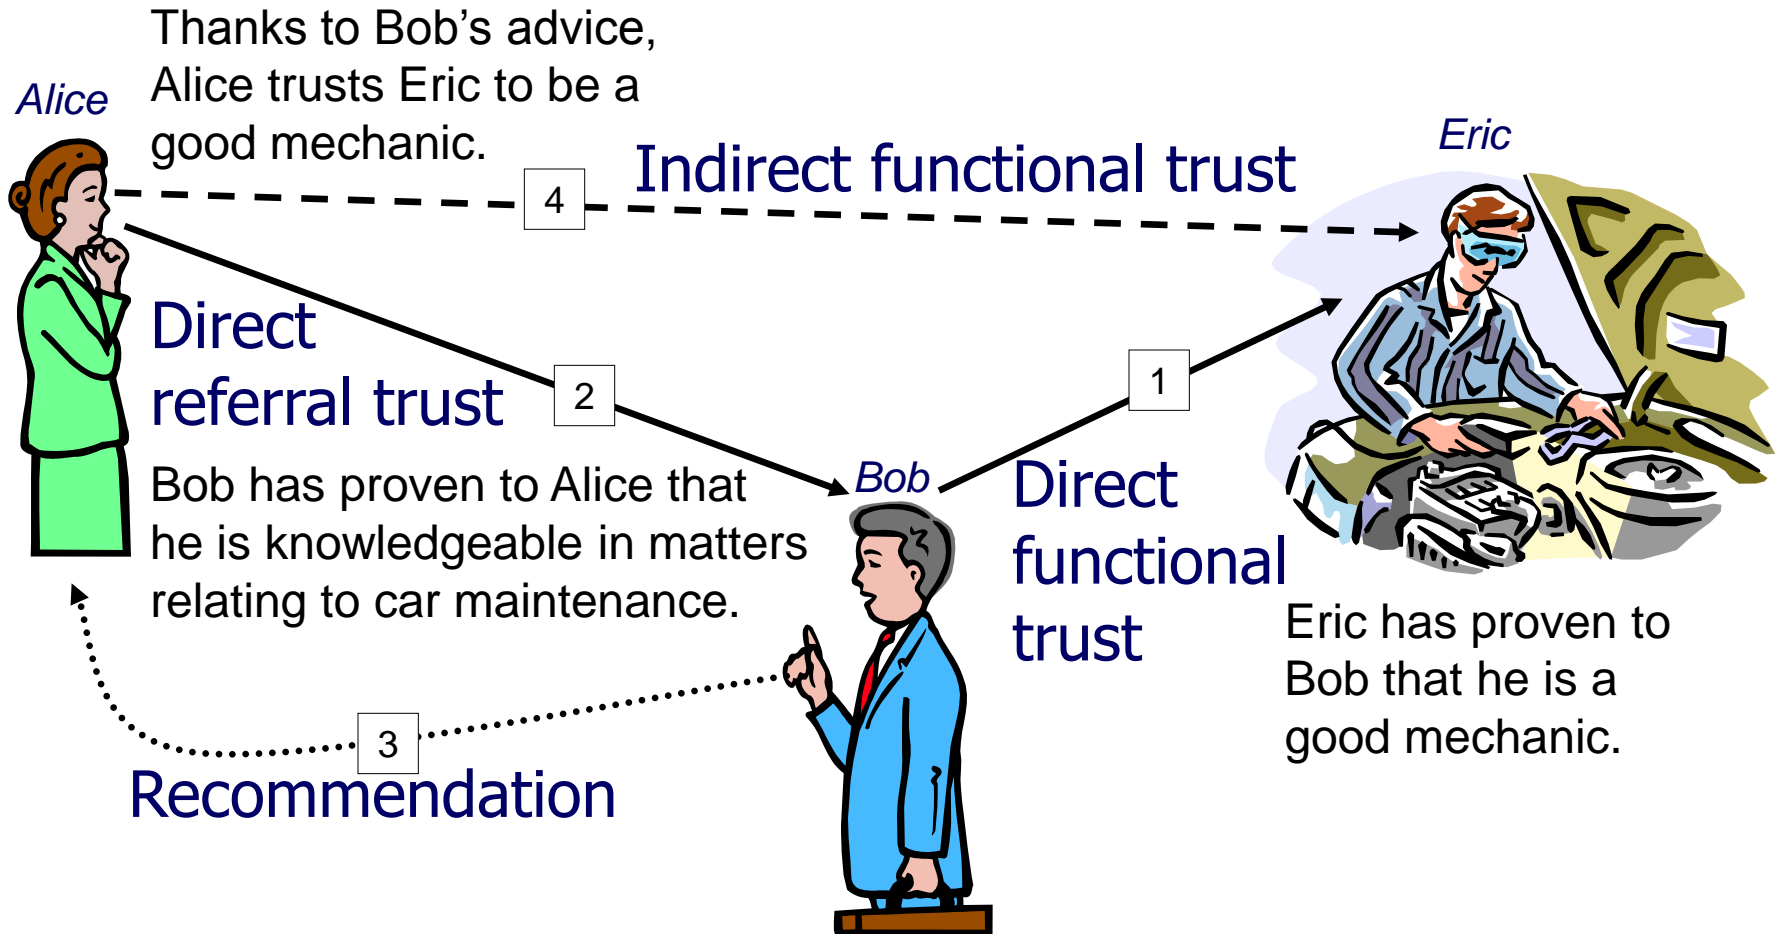 Thanks to Bob’s advice,
Alice trusts Eric to be a
good mechanic.
Alice
Eric
Indirect functional trust
4
Direct
referral trust
2
1
Bob has proven to Alice that
he is knowledgeable in matters
relating to car maintenance.
Bob
Direct
functional
trust
Eric has proven to
Bob that he is a
good mechanic.
3
Recommendation